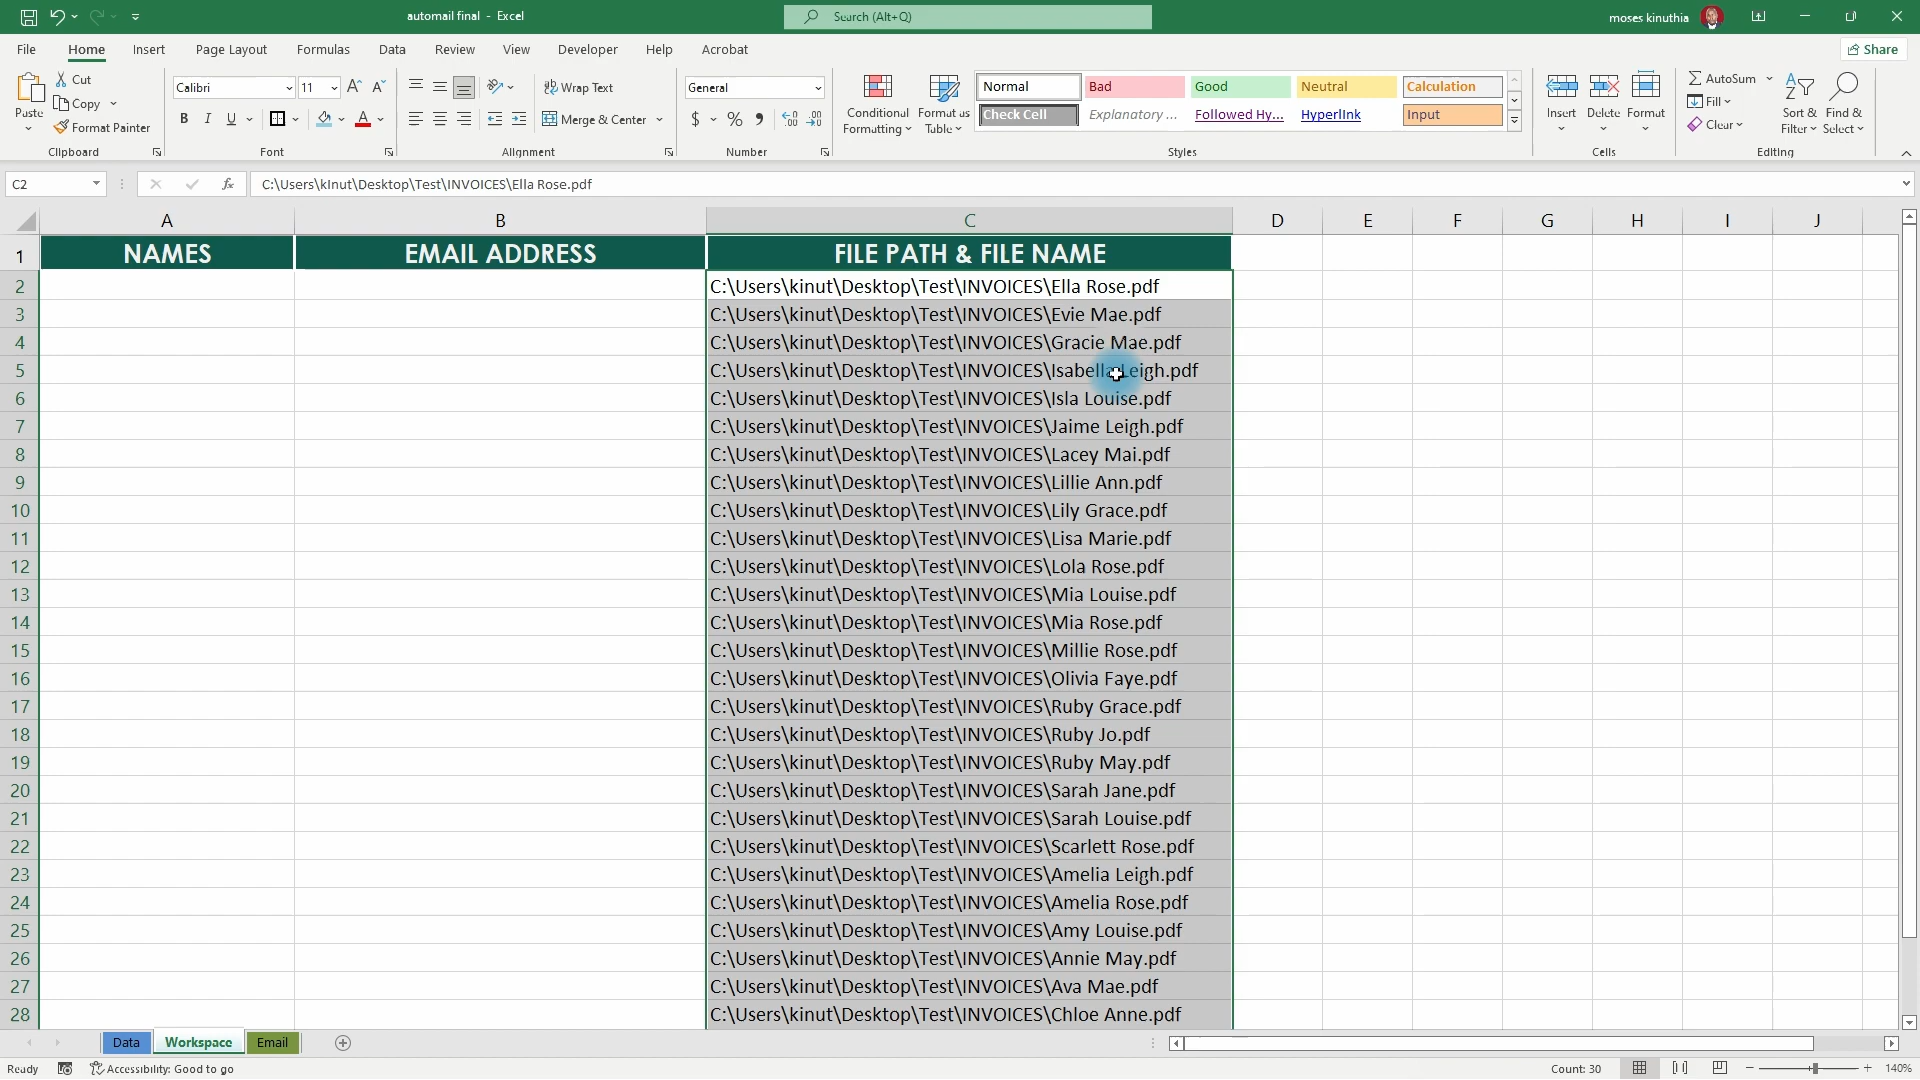 automail final - Excel
Search (Alt+Q)
moses kinuthia
File Home Insert Page Layout Formulas Data Review View Developer Help Acrobat
Share
Paste
Cut
Copy
Format Painter
Clipboard
Calibri 11
B I U
Font
Wrap Text
Merge & Center
Alignment
General
$ % ,
Number
Conditional Formatting
Format as Table
Normal Bad Good Neutral Calculation
Check Cell Explanatory ... Followed Hy... Hyperlink Input
Styles
Insert Delete Format
Cells
AutoSum
Fill
Clear
Sort & Filter
Find & Select
Editing
C2
fx
C:\Users\kinut\Desktop\Test\INVOICES\Ella Rose.pdf
A B C D E F G H I J
1 NAMES EMAIL ADDRESS FILE PATH & FILE NAME
2 C:\Users\kinut\Desktop\Test\INVOICES\Ella Rose.pdf
3 C:\Users\kinut\Desktop\Test\INVOICES\Evie Mae.pdf
4 C:\Users\kinut\Desktop\Test\INVOICES\Gracie Mae.pdf
5 C:\Users\kinut\Desktop\Test\INVOICES\Isabella Leigh.pdf
6 C:\Users\kinut\Desktop\Test\INVOICES\Isla Louise.pdf
7 C:\Users\kinut\Desktop\Test\INVOICES\Jaime Leigh.pdf
8 C:\Users\kinut\Desktop\Test\INVOICES\Lacey Mai.pdf
9 C:\Users\kinut\Desktop\Test\INVOICES\Lillie Ann.pdf
10 C:\Users\kinut\Desktop\Test\INVOICES\Lily Grace.pdf
11 C:\Users\kinut\Desktop\Test\INVOICES\Lisa Marie.pdf
12 C:\Users\kinut\Desktop\Test\INVOICES\Lola Rose.pdf
13 C:\Users\kinut\Desktop\Test\INVOICES\Mia Louise.pdf
14 C:\Users\kinut\Desktop\Test\INVOICES\Mia Rose.pdf
15 C:\Users\kinut\Desktop\Test\INVOICES\Millie Rose.pdf
16 C:\Users\kinut\Desktop\Test\INVOICES\Olivia Faye.pdf
17 C:\Users\kinut\Desktop\Test\INVOICES\Ruby Grace.pdf
18 C:\Users\kinut\Desktop\Test\INVOICES\Ruby Jo.pdf
19 C:\Users\kinut\Desktop\Test\INVOICES\Ruby May.pdf
20 C:\Users\kinut\Desktop\Test\INVOICES\Sarah Jane.pdf
21 C:\Users\kinut\Desktop\Test\INVOICES\Sarah Louise.pdf
22 C:\Users\kinut\Desktop\Test\INVOICES\Scarlett Rose.pdf
23 C:\Users\kinut\Desktop\Test\INVOICES\Amelia Leigh.pdf
24 C:\Users\kinut\Desktop\Test\INVOICES\Amelia Rose.pdf
25 C:\Users\kinut\Desktop\Test\INVOICES\Amy Louise.pdf
26 C:\Users\kinut\Desktop\Test\INVOICES\Annie May.pdf
27 C:\Users\kinut\Desktop\Test\INVOICES\Ava Mae.pdf
28 C:\Users\kinut\Desktop\Test\INVOICES\Chloe Anne.pdf
Data Workspace Email
Ready
Accessibility: Good to go
Count: 30
140%